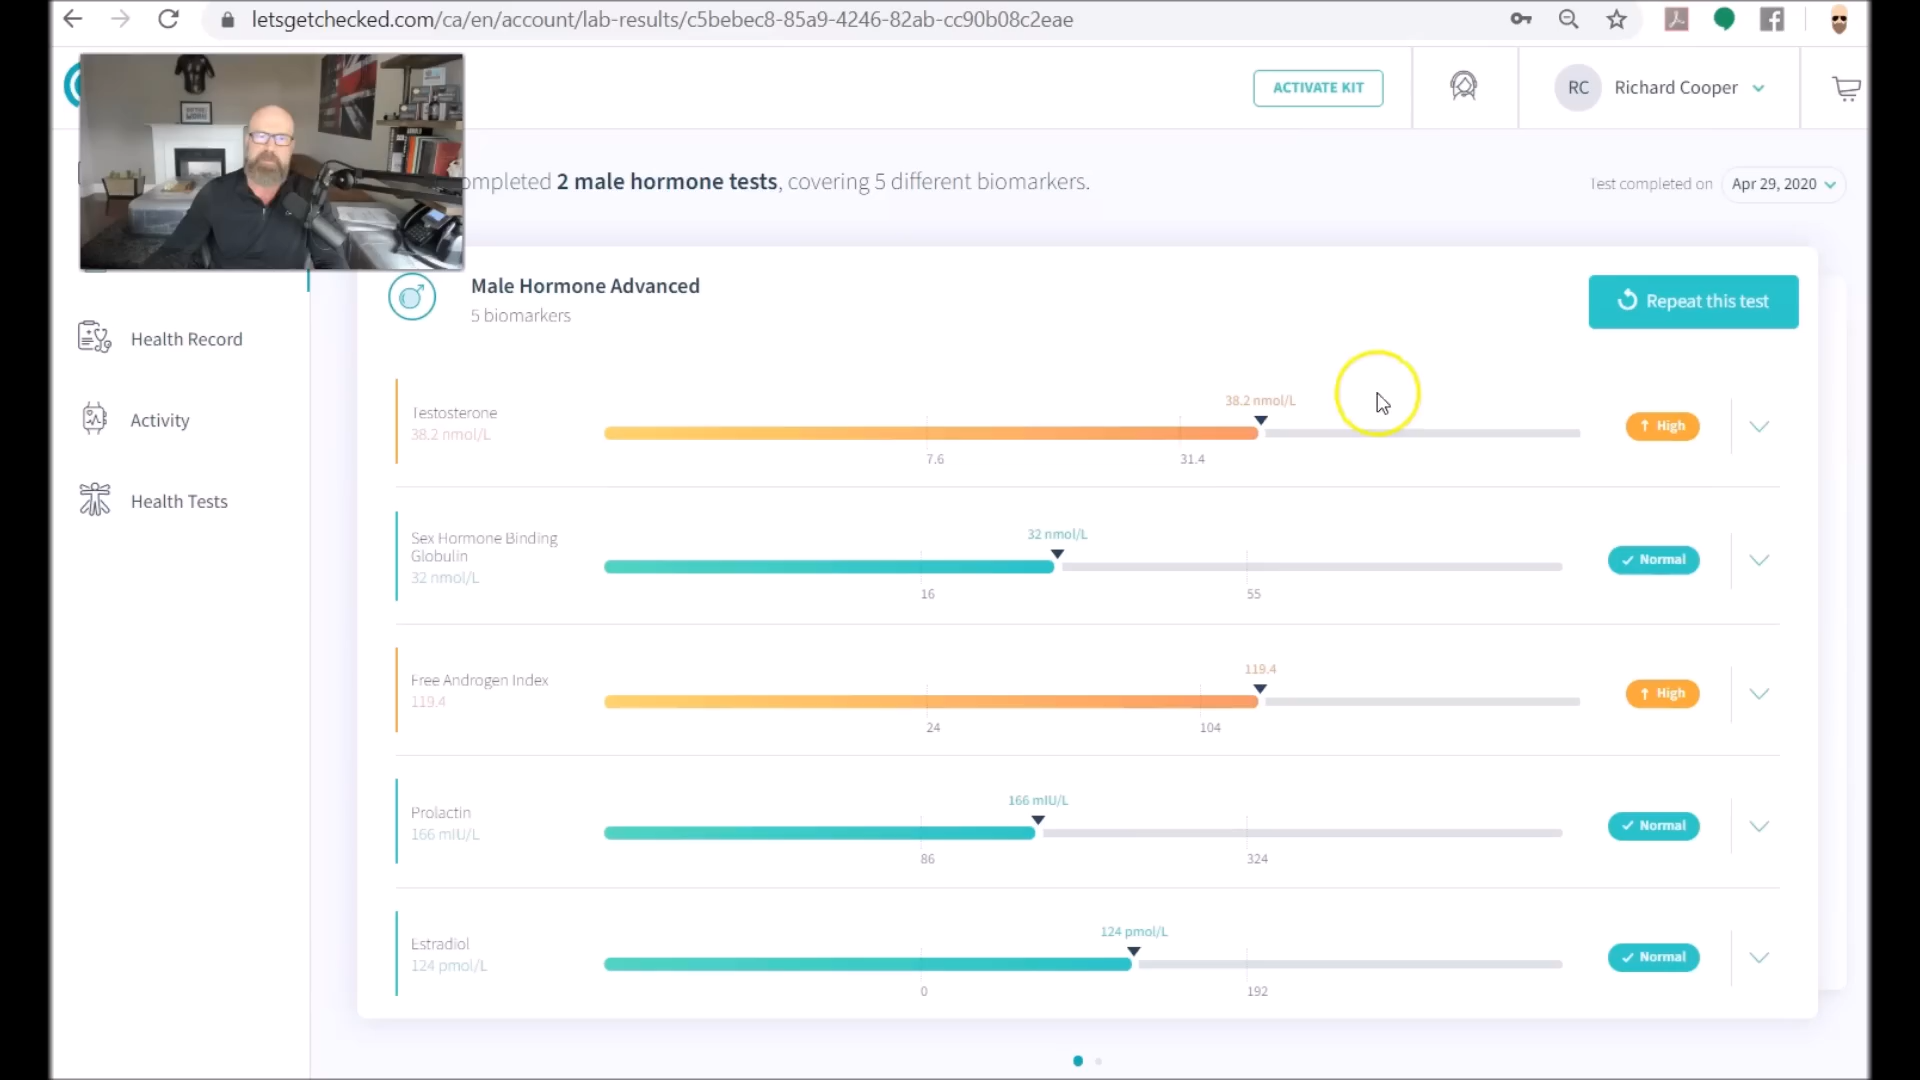 letsgetchecked.com/ca/en/account/lab-results/c5bebec8-85a9-4246-82ab-cc90b08c2eae
ACTIVATE KIT
RC
Richard Cooper
ompleted 2 male hormone tests, covering 5 different biomarkers.
Test completed on
Apr 29, 2020
Male Hormone Advanced
5 biomarkers
Repeat this test
Health Record
Activity
Health Tests
Testosterone
38.2 nmol/L
38.2 nmol/L
7.6
31.4
High
Sex Hormone Binding
Globulin
32 nmol/L
32 nmol/L
16
55
Normal
Free Androgen Index
119.4
119.4
24
104
High
Prolactin
166 mIU/L
166 mIU/L
86
324
Normal
Estradiol
124 pmol/L
124 pmol/L
0
192
Normal